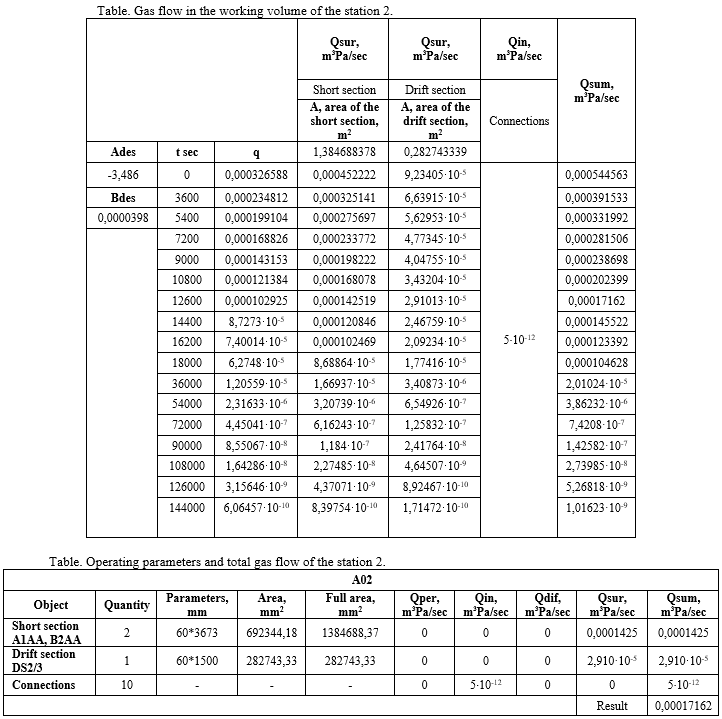 Table. Gas flow in the working volume of the station 2.
Qsur, m³Pa/sec Qsur, m³Pa/sec Qin, m³Pa/sec Qsum, m³Pa/sec
Short section Drift section Connections
A, area of the short section, m² A, area of the drift section, m²
Ades t sec q 1,384688378 0,282743339
-3,486 0 0,000326588 0,000452222 9,23405·10⁻⁵ 0,000544563
Bdes 3600 0,000234812 0,000325141 6,63915·10⁻⁵ 0,000391533
0,0000398 5400 0,000199104 0,000275697 5,62953·10⁻⁵ 0,000331992
7200 0,000168826 0,000233772 4,77345·10⁻⁵ 0,000281506
9000 0,000143153 0,000198222 4,04755·10⁻⁵ 0,000238698
10800 0,000121384 0,000168078 3,43204·10⁻⁵ 0,000202399
12600 0,000102925 0,000142519 2,91013·10⁻⁵ 0,00017162
14400 8,7273·10⁻⁵ 0,000120846 2,46759·10⁻⁵ 0,000145522
16200 7,40014·10⁻⁵ 0,000102469 2,09234·10⁻⁵ 5·10⁻¹² 0,000123392
18000 6,2748·10⁻⁵ 8,68864·10⁻⁵ 1,77416·10⁻⁵ 0,000104628
36000 1,20559·10⁻⁵ 1,66937·10⁻⁵ 3,40873·10⁻⁶ 2,01024·10⁻⁵
54000 2,31633·10⁻⁶ 3,20739·10⁻⁶ 6,54926·10⁻⁷ 3,86232·10⁻⁶
72000 4,45041·10⁻⁷ 6,16243·10⁻⁷ 1,25832·10⁻⁷ 7,4208·10⁻⁷
90000 8,55067·10⁻⁸ 1,184·10⁻⁷ 2,41764·10⁻⁸ 1,42582·10⁻⁷
108000 1,64286·10⁻⁸ 2,27485·10⁻⁸ 4,64507·10⁻⁹ 2,73985·10⁻⁸
126000 3,15646·10⁻⁹ 4,37071·10⁻⁹ 8,92467·10⁻¹⁰ 5,26818·10⁻⁹
144000 6,06457·10⁻¹⁰ 8,39754·10⁻¹⁰ 1,71472·10⁻¹⁰ 1,01623·10⁻⁹
Table. Operating parameters and total gas flow of the station 2.
A02
Object Quantity Parameters, mm Area, mm² Full area, mm² Qper, m³Pa/sec Qin, m³Pa/sec Qdif, m³Pa/sec Qsur, m³Pa/sec Qsum, m³Pa/sec
Short section A1AA, B2AA 2 60*3673 692344,18 1384688,37 0 0 0 0,0001425 0,0001425
Drift section DS2/3 1 60*1500 282743,33 282743,33 0 0 0 2,910·10⁻⁵ 2,910·10⁻⁵
Connections 10 - - - 0 5·10⁻¹² 0 0 5·10⁻¹²
Result 0,00017162